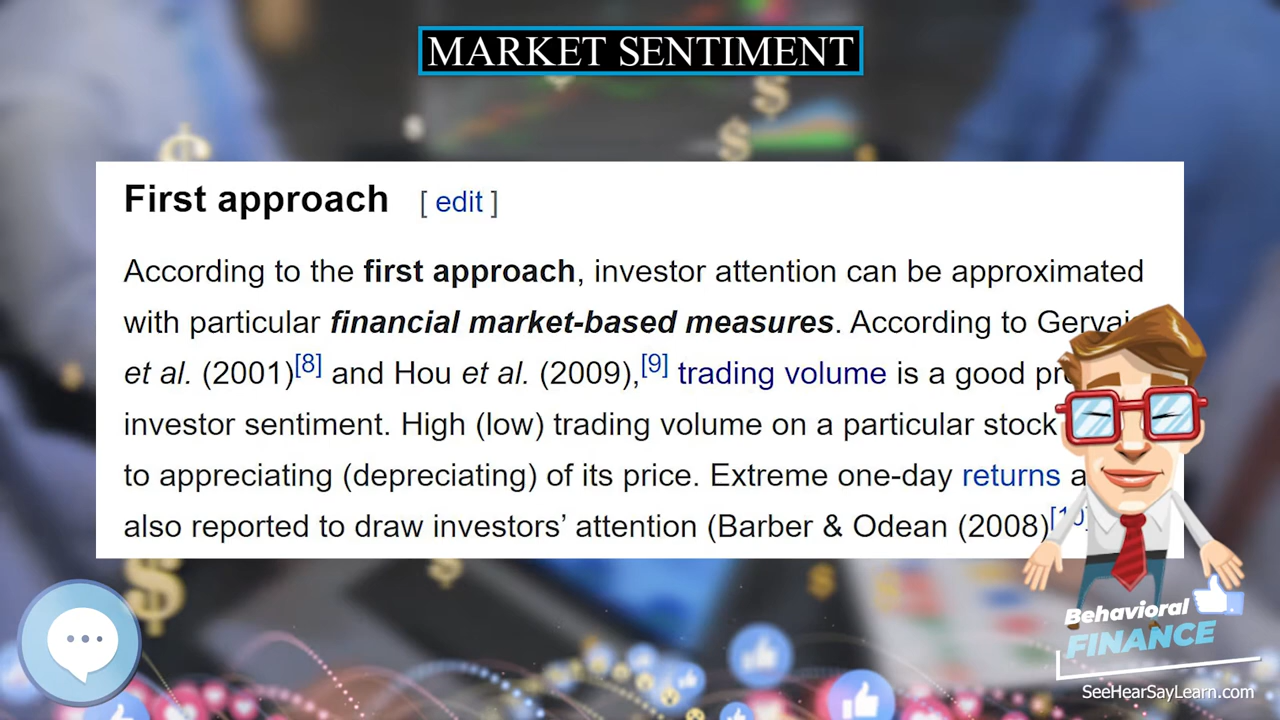 MARKET SENTIMENT
First approach [ edit ]
According to the first approach, investor attention can be approximated
with particular financial market-based measures. According to Gervais
et al. (2001)[8] and Hou et al. (2009),[9] trading volume is a good
investor sentiment. High (low) trading volume on a particular stock
to appreciating (depreciating) of its price. Extreme one-day returns
also reported to draw investors’ attention (Barber & Odean (2008)[10]
Behavioral
FINANCE
SeeHearSayLearn.com